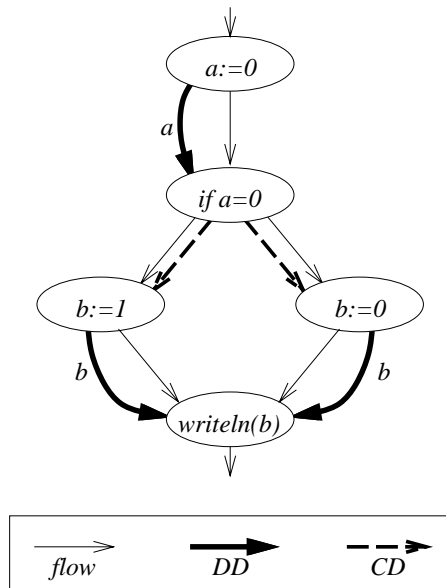 a:=0
a
if a=0
b:=1
b:=0
b
b
writeln(b)
flow
DD
CD